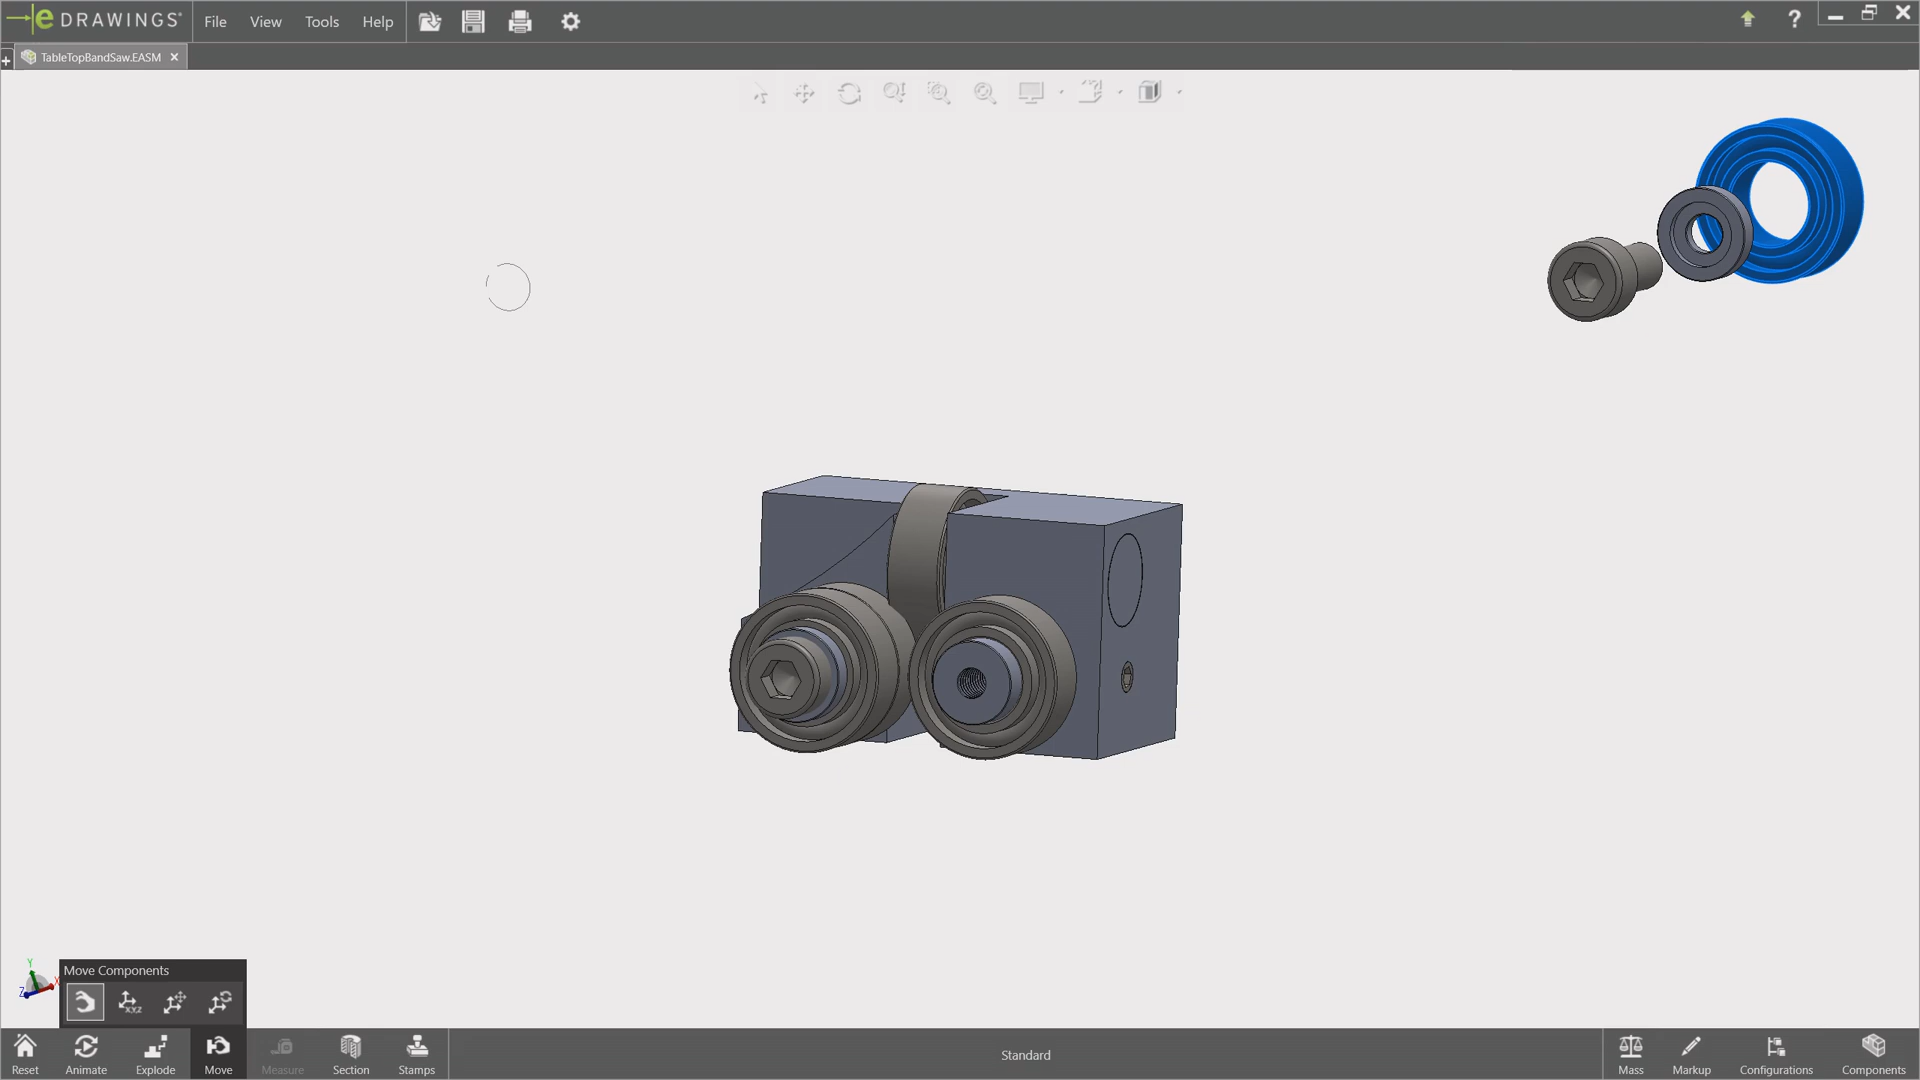 eDRAWINGS®
File View Tools Help
?
+ TableTopBandSaw.EASM
Y
X
Z
Move Components
X,Y,Z
Reset Animate Explode Move Measure Section Stamps
Standard
Mass Markup Configurations Components